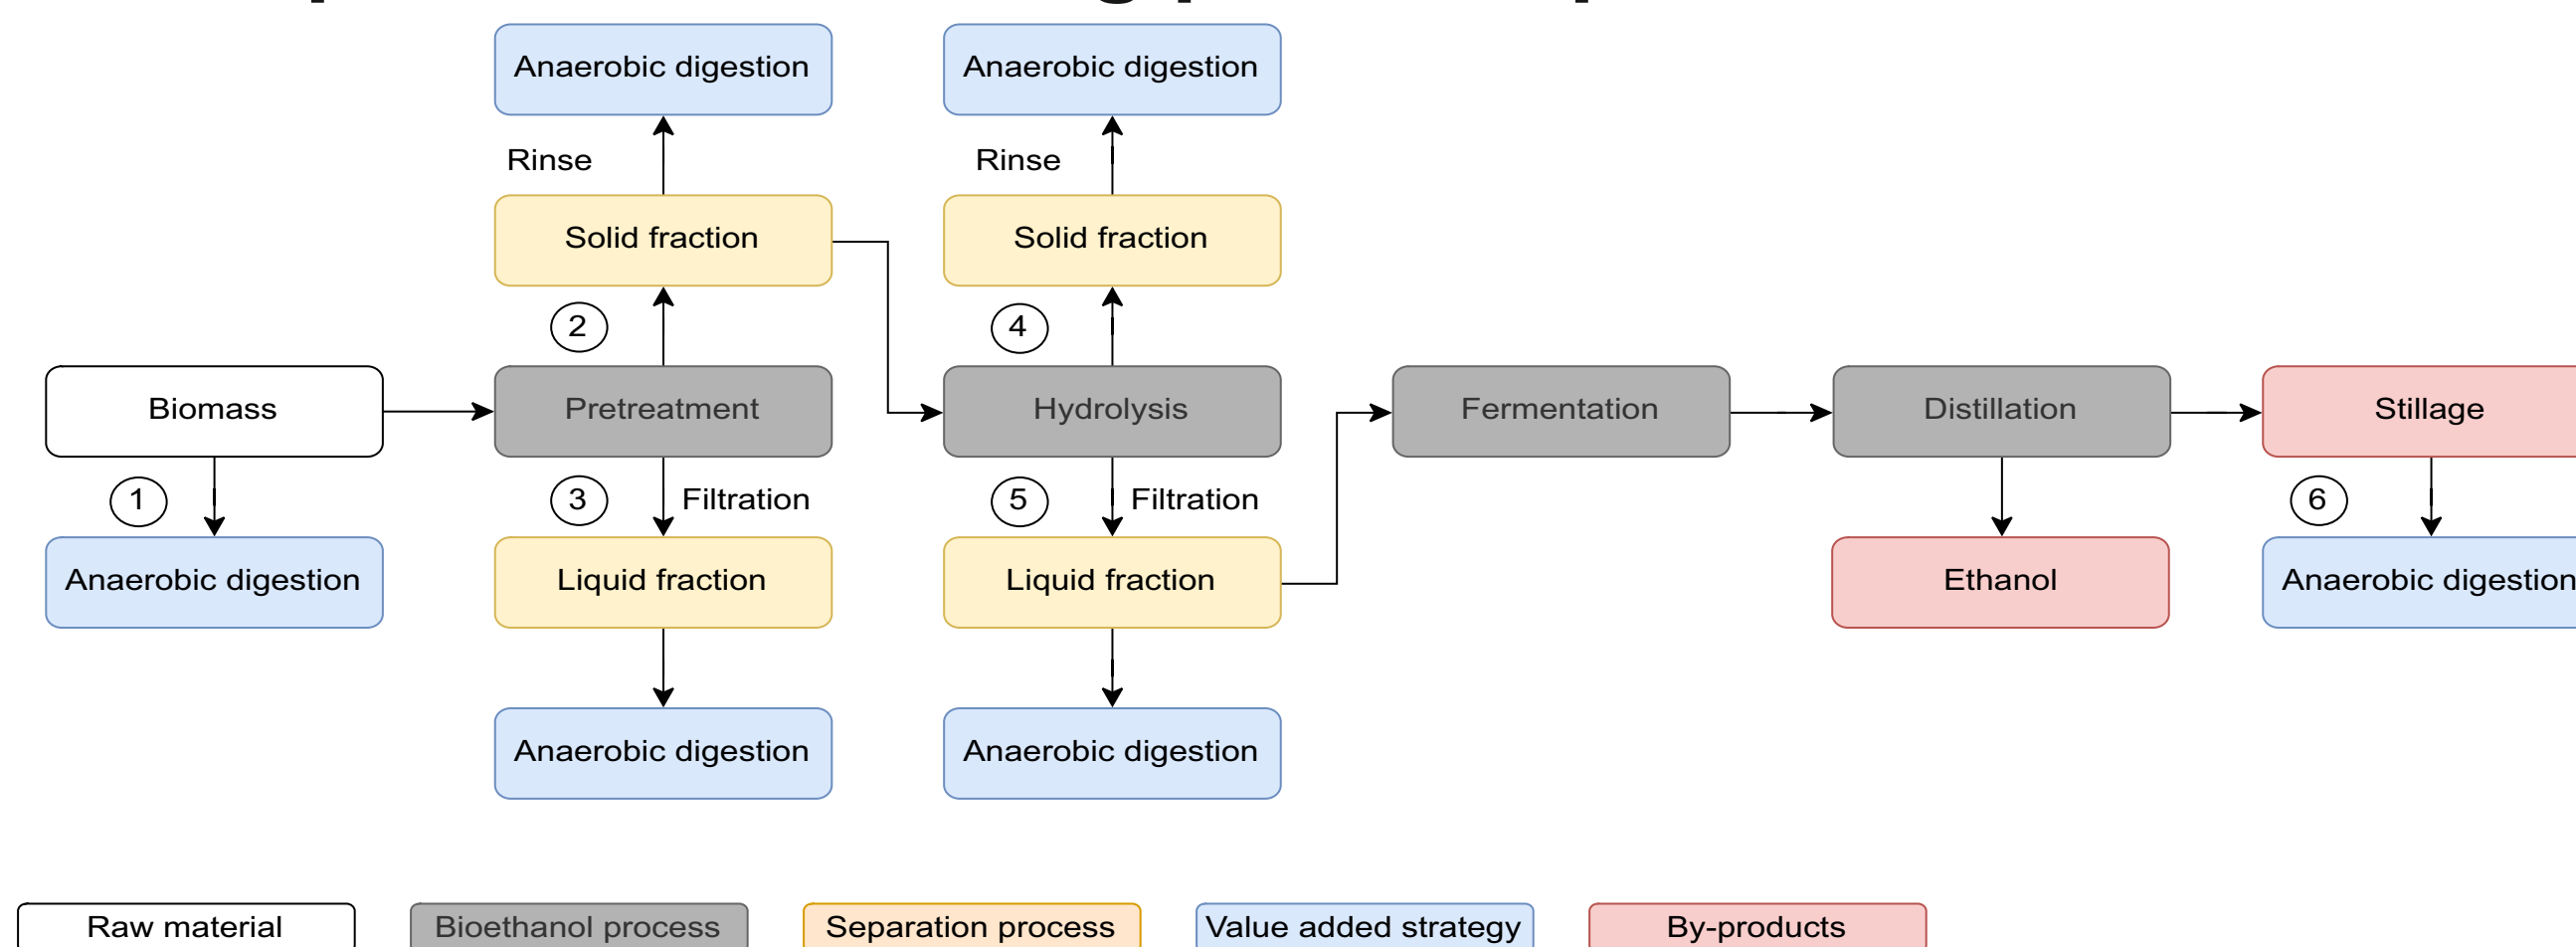 Anaerobic digestion
Anaerobic digestion
Rinse
Rinse
Solid fraction
Solid fraction
2
4
Biomass
Pretreatment
Hydrolysis
Fermentation
Distillation
Stillage
1
3
Filtration
5
Filtration
6
Anaerobic digestion
Liquid fraction
Liquid fraction
Ethanol
Anaerobic digestion
Anaerobic digestion
Anaerobic digestion
Raw material
Bioethanol process
Separation process
Value added strategy
By-products